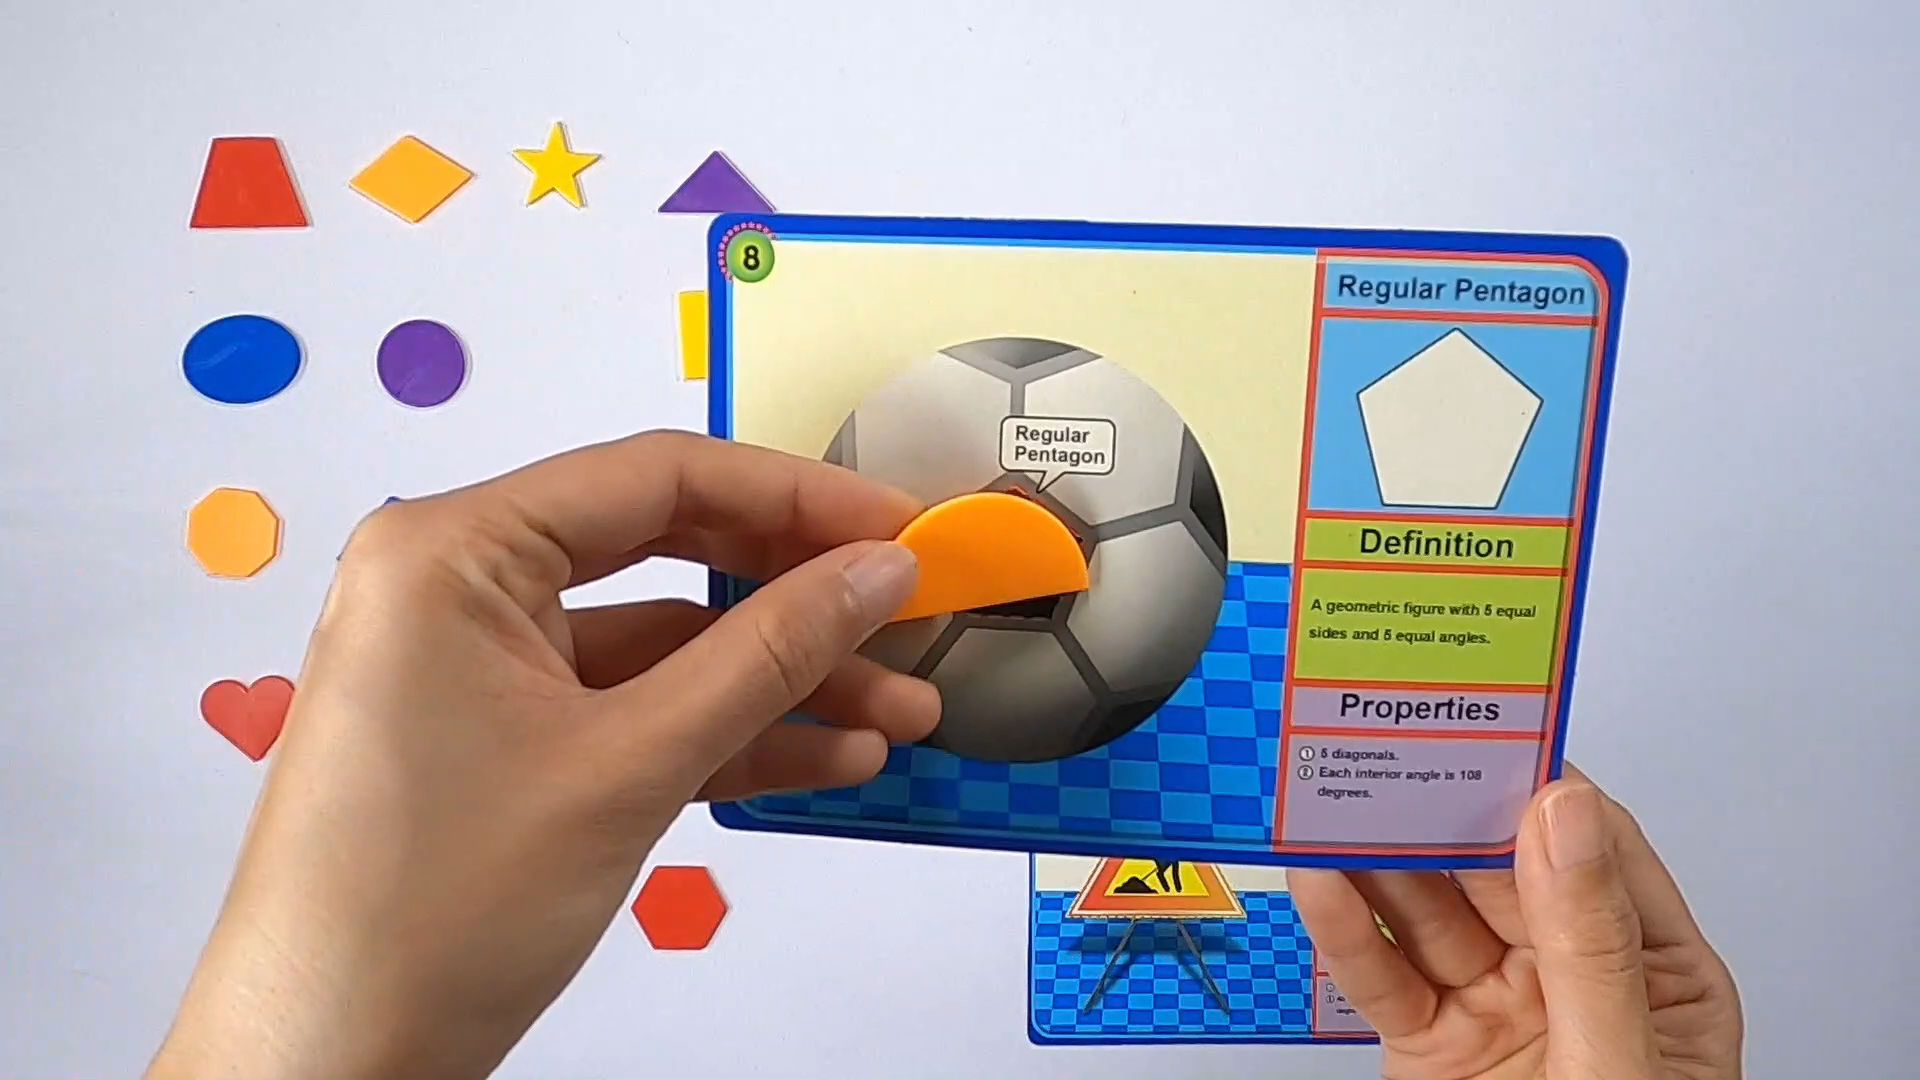 8
Regular
Pentagon
Regular Pentagon
Definition
A geometric figure with 5 equal
sides and 5 equal angles.
Properties
① 5 diagonals.
② Each interior angle is 108
degrees.